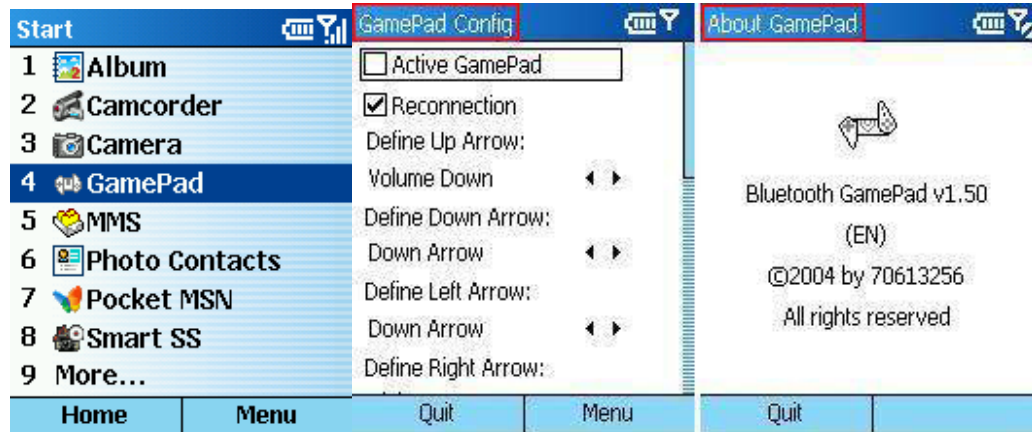 Start
1 Album
2 Camcorder
3 Camera
4 GamePad
5 MMS
6 Photo Contacts
7 Pocket MSN
8 Smart SS
9 More...
Home Menu
GamePad Config
Active GamePad
Reconnection
Define Up Arrow:
Volume Down
Define Down Arrow:
Down Arrow
Define Left Arrow:
Down Arrow
Define Right Arrow:
Quit Menu
About GamePad
Bluetooth GamePad v1.50
(EN)
©2004 by 70613256
All rights reserved
Quit